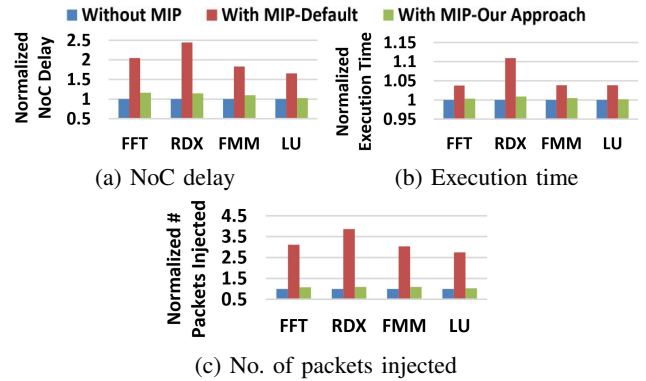 Without MIP With MIP-Default With MIP-Our Approach
Normalized NoC Delay
2.5
2
1.5
1
0.5
FFT RDX FMM LU
(a) NoC delay
Normalized Execution Time
1.15
1.1
1.05
1
0.95
FFT RDX FMM LU
(b) Execution time
Normalized # Packets Injected
4.5
3.5
2.5
1.5
0.5
FFT RDX FMM LU
(c) No. of packets injected